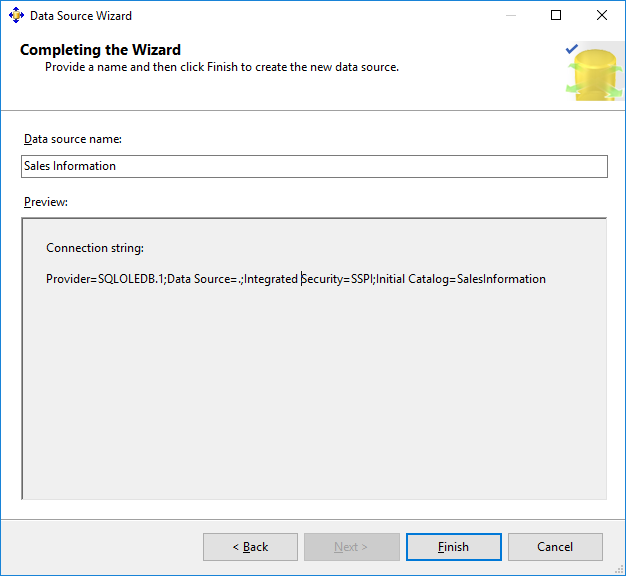 Data Source Wizard
Completing the Wizard
Provide a name and then click Finish to create the new data source.
Data source name:
Sales Information
Preview:
Connection string:
Provider=SQLOLEDB.1;Data Source=.;Integrated Security=SSPI;Initial Catalog=SalesInformation
< Back
Next >
Finish
Cancel